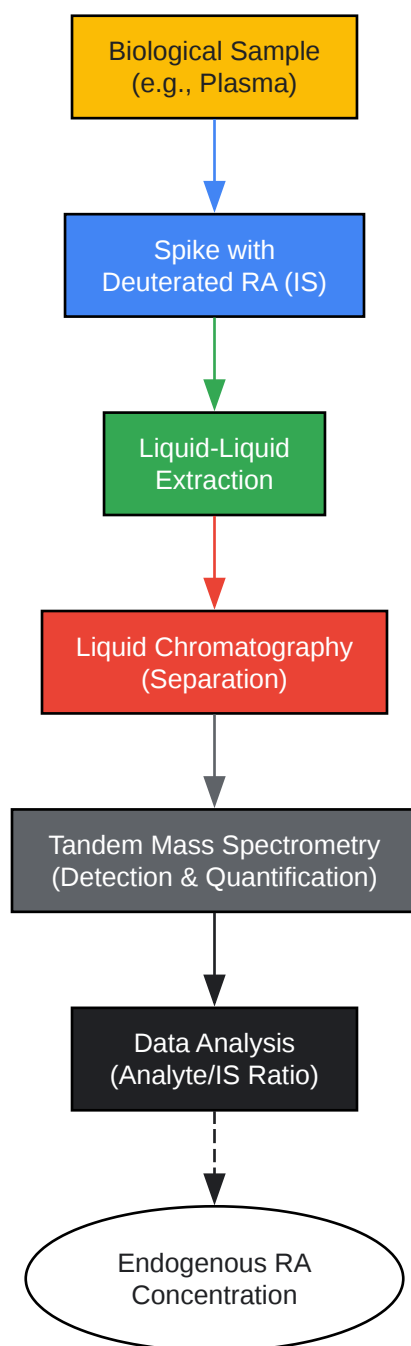 Biological Sample
(e.g., Plasma)
Spike with
Deuterated RA (IS)
Liquid-Liquid
Extraction
Liquid Chromatography
(Separation)
Tandem Mass Spectrometry
(Detection & Quantification)
Data Analysis
(Analyte/IS Ratio)
Endogenous RA
Concentration